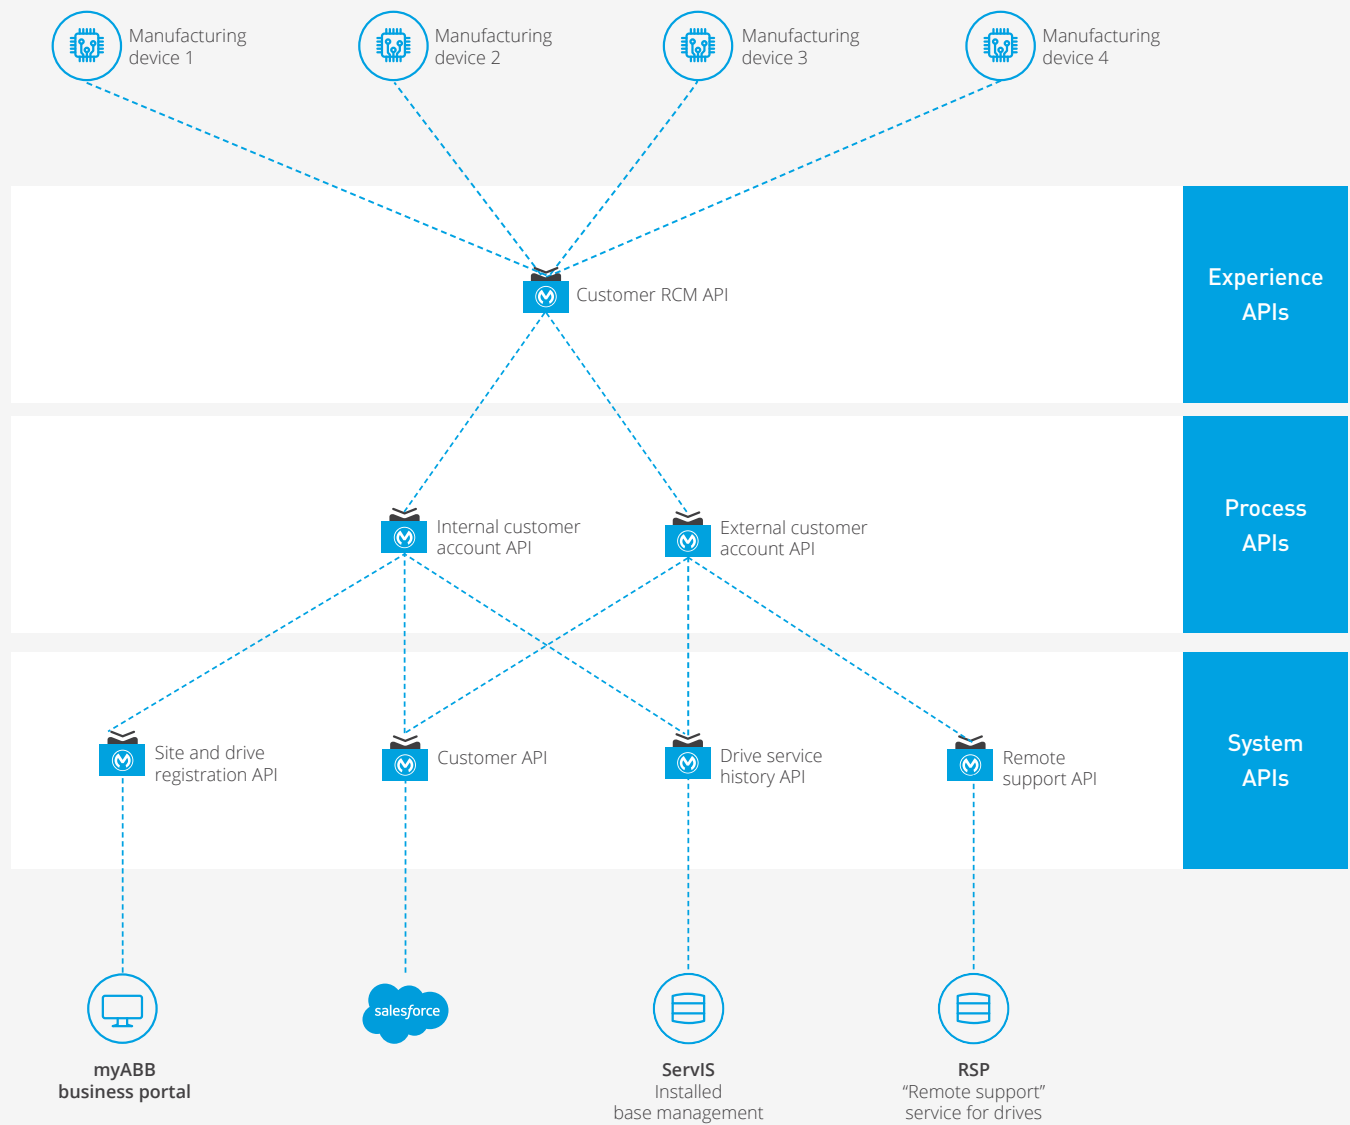 Manufacturing
device 1
Manufacturing
device 2
Manufacturing
device 3
Manufacturing
device 4
Customer RCM API
Experience
APIs
Internal customer
account API
External customer
account API
Process
APIs
Site and drive
registration API
Customer API
Drive service
history API
Remote
support API
System
APIs
salesforce
myABB
business portal
ServIS
Installed
base management
RSP
“Remote support”
service for drives